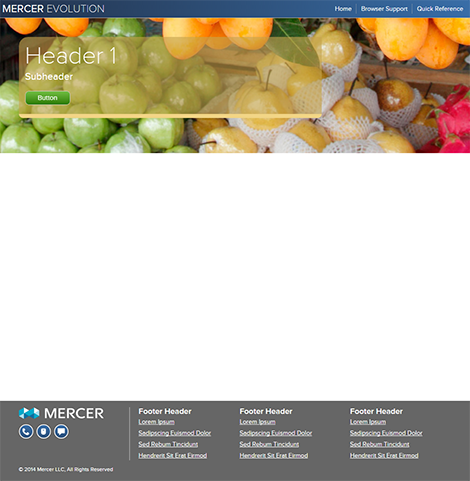 MERCER EVOLUTION
Home Browser Support Quick Reference
Header 1
Subheader
Button
MERCER
Footer Header
Lorem Ipsum
Sadipscing Euismod Dolor
Sed Rebum Tincidunt
Hendrerit Sit Erat Eirmod
Footer Header
Lorem Ipsum
Sadipscing Euismod Dolor
Sed Rebum Tincidunt
Hendrerit Sit Erat Eirmod
Footer Header
Lorem Ipsum
Sadipscing Euismod Dolor
Sed Rebum Tincidunt
Hendrerit Sit Erat Eirmod
© 2014 Mercer LLC, All Rights Reserved